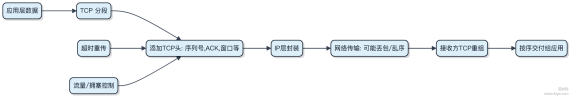 应用层数据
TCP 分段
超时重传
添加TCP头: 序列号,ACK,窗口等
IP层封装
网络传输: 可能丢包/乱序
接收方TCP重组
按序交付给应用
流量/拥塞控制